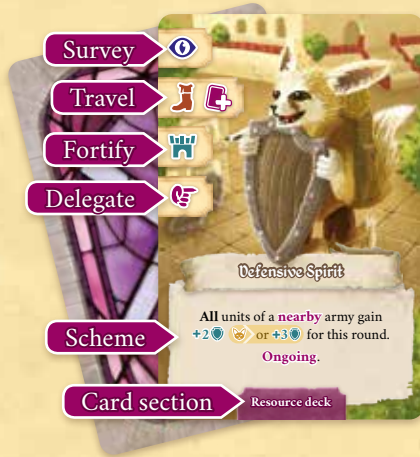 Survey
Travel
Fortify
Delegate
Defensive Spirit
All units of a nearby army gain
+2 or +3 for this round.
Ongoing.
Scheme
Card section
Resource deck